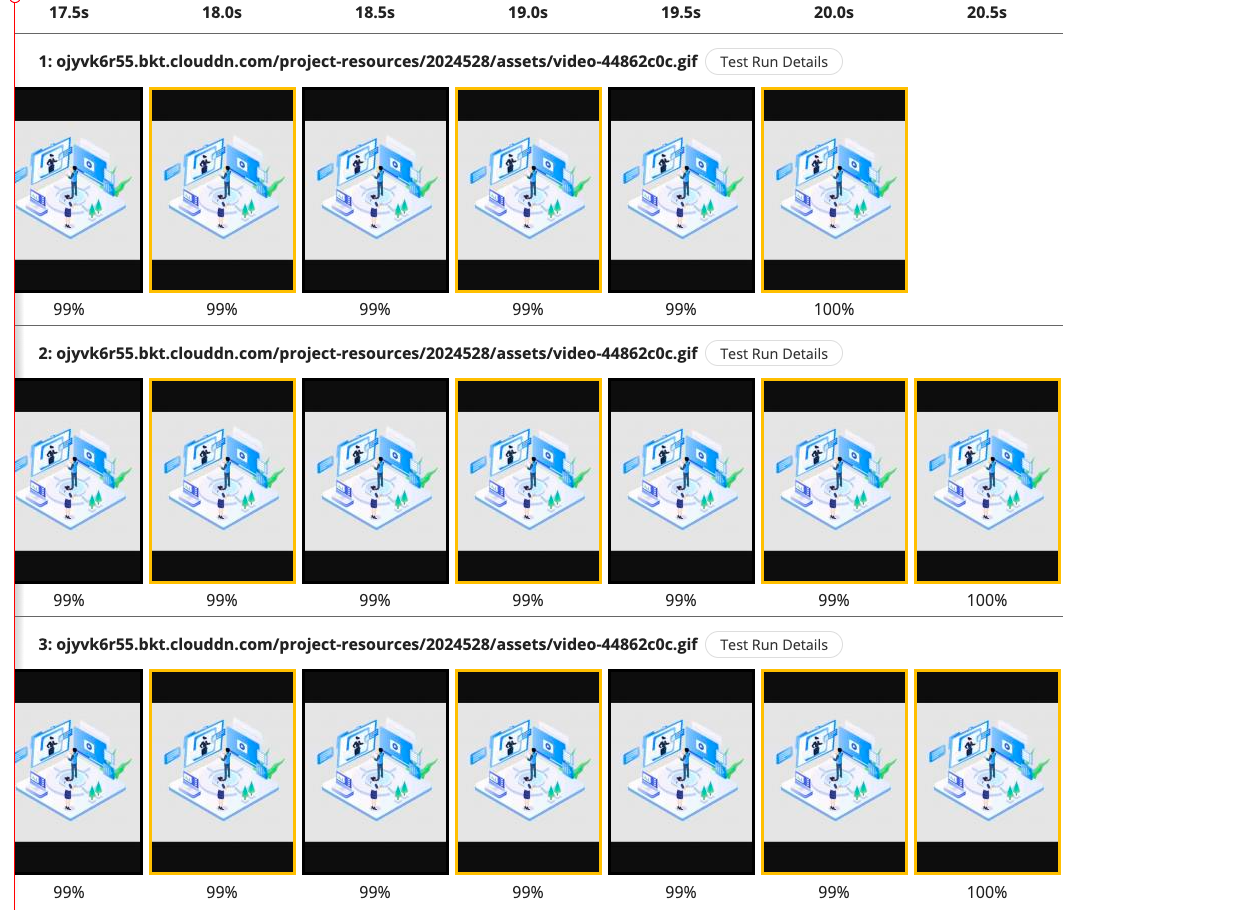 17.5s 18.0s 18.5s 19.0s 19.5s 20.0s 20.5s
1: ojyvk6r55.bkt.clouddn.com/project-resources/2024528/assets/video-44862c0c.gif Test Run Details
99% 99% 99% 99% 99% 100%
2: ojyvk6r55.bkt.clouddn.com/project-resources/2024528/assets/video-44862c0c.gif Test Run Details
99% 99% 99% 99% 99% 99% 100%
3: ojyvk6r55.bkt.clouddn.com/project-resources/2024528/assets/video-44862c0c.gif Test Run Details
99% 99% 99% 99% 99% 99% 100%